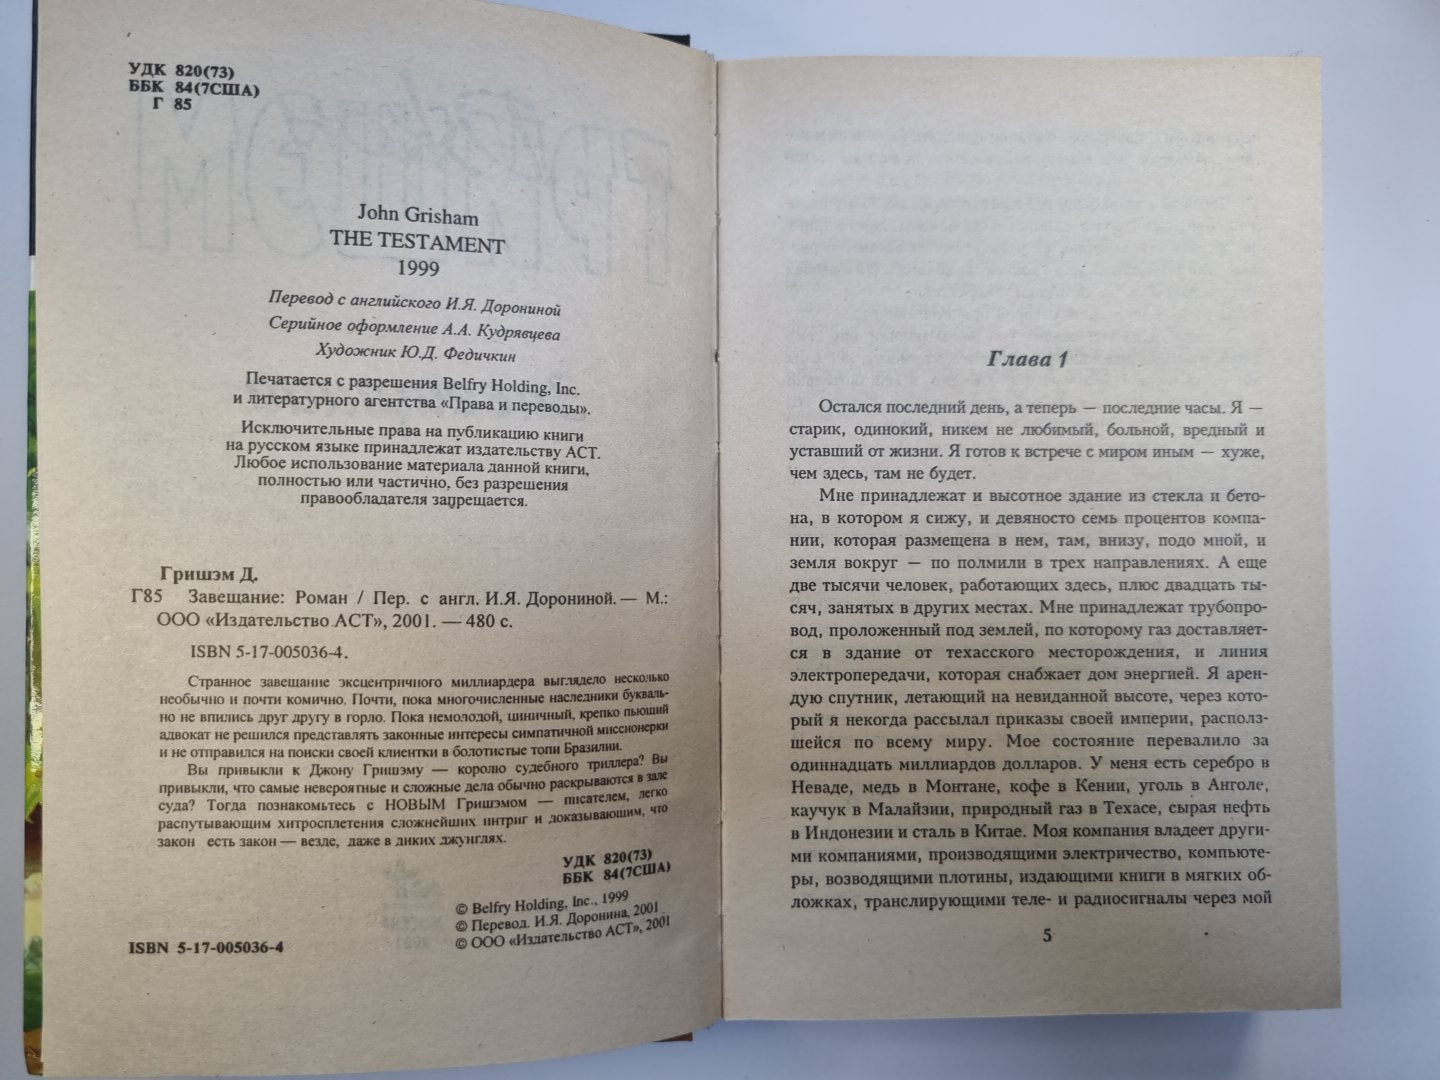 УДК 820(73)
ББК 84(7США)
Г 85
John Grisham
THE TESTAMENT
1999
Перевод с английского И.Я. Дорониной
Серийное оформление А.А. Кудрявцева
Художник Ю.Д. Федичкин
Печатается с разрешения Belfry Holding, Inc.
и литературного агентства «Права и переводы».
Исключительные права на публикацию книги
на русском языке принадлежат издательству АСТ.
Любое использование материала данной книги,
полностью или частично, без разрешения
правообладателя запрещается.
Гришэм Д.
Г85 Завещание: Роман / Пер. с англ. И.Я. Дорониной. — М.:
ООО «Издательство АСТ», 2001. — 480 с.
ISBN 5-17-005036-4.
Странное завещание эксцентричного миллиардера выглядело несколько
необычно и почти комично. Почти, пока многочисленные наследники букваль-
но не впились друг другу в горло. Пока немолодой, циничный, крепко пьющий
адвокат не решился представлять законные интересы симпатичной миссионерки
и не отправился на поиски своей клиентки в болотистые топи Бразилии.
Вы привыкли к Джону Гришэму — королю судебного триллера? Вы
привыкли, что самые невероятные и сложные дела обычно раскрываются в зале
суда? Тогда познакомьтесь с НОВЫМ Гришэмом — писателем, легко
распутывающим хитросплетения сложнейших интриг и доказывающим, что
закон есть закон — везде, даже в диких джунглях.
УДК 820(73)
ББК 84(7США)
© Belfry Holding, Inc., 1999
© Перевод. И.Я. Доронина, 2001
© ООО «Издательство АСТ», 2001
ISBN 5-17-005036-4
Глава 1
Остался последний день, а теперь — последние часы. Я —
старик, одинокий, никем не любимый, больной, вредный и
уставший от жизни. Я готов к встрече с миром иным — хуже,
чем здесь, там не будет.
Мне принадлежат и высотное здание из стекла и бето-
на, в котором я сижу, и девяносто семь процентов компа-
нии, которая размещена в нем, там, внизу, подо мной, и
земля вокруг — по полмили в трех направлениях. А еще
две тысячи человек, работающих здесь, плюс двадцать ты-
сяч, занятых в других местах. Мне принадлежат трубопро-
вод, проложенный под землей, по которому газ доставляет-
ся в здание от техасского месторождения, и линия
электропередачи, которая снабжает дом энергией. Я арен-
дую спутник, летающий на невиданной высоте, через кото-
рый я некогда рассылал приказы своей империи, располз-
шейся по всему миру. Мое состояние перевалило за
одиннадцать миллиардов долларов. У меня есть серебро в
Неваде, медь в Монтане, кофе в Кении, уголь в Анголе,
каучук в Малайзии, природный газ в Техасе, сырая нефть
в Индонезии и сталь в Китае. Моя компания владеет други-
ми компаниями, производящими электричество, компьюте-
ры, возводящими плотины, издающими книги в мягких об-
ложках, транслирующими теле- и радиосигналы через мой
5